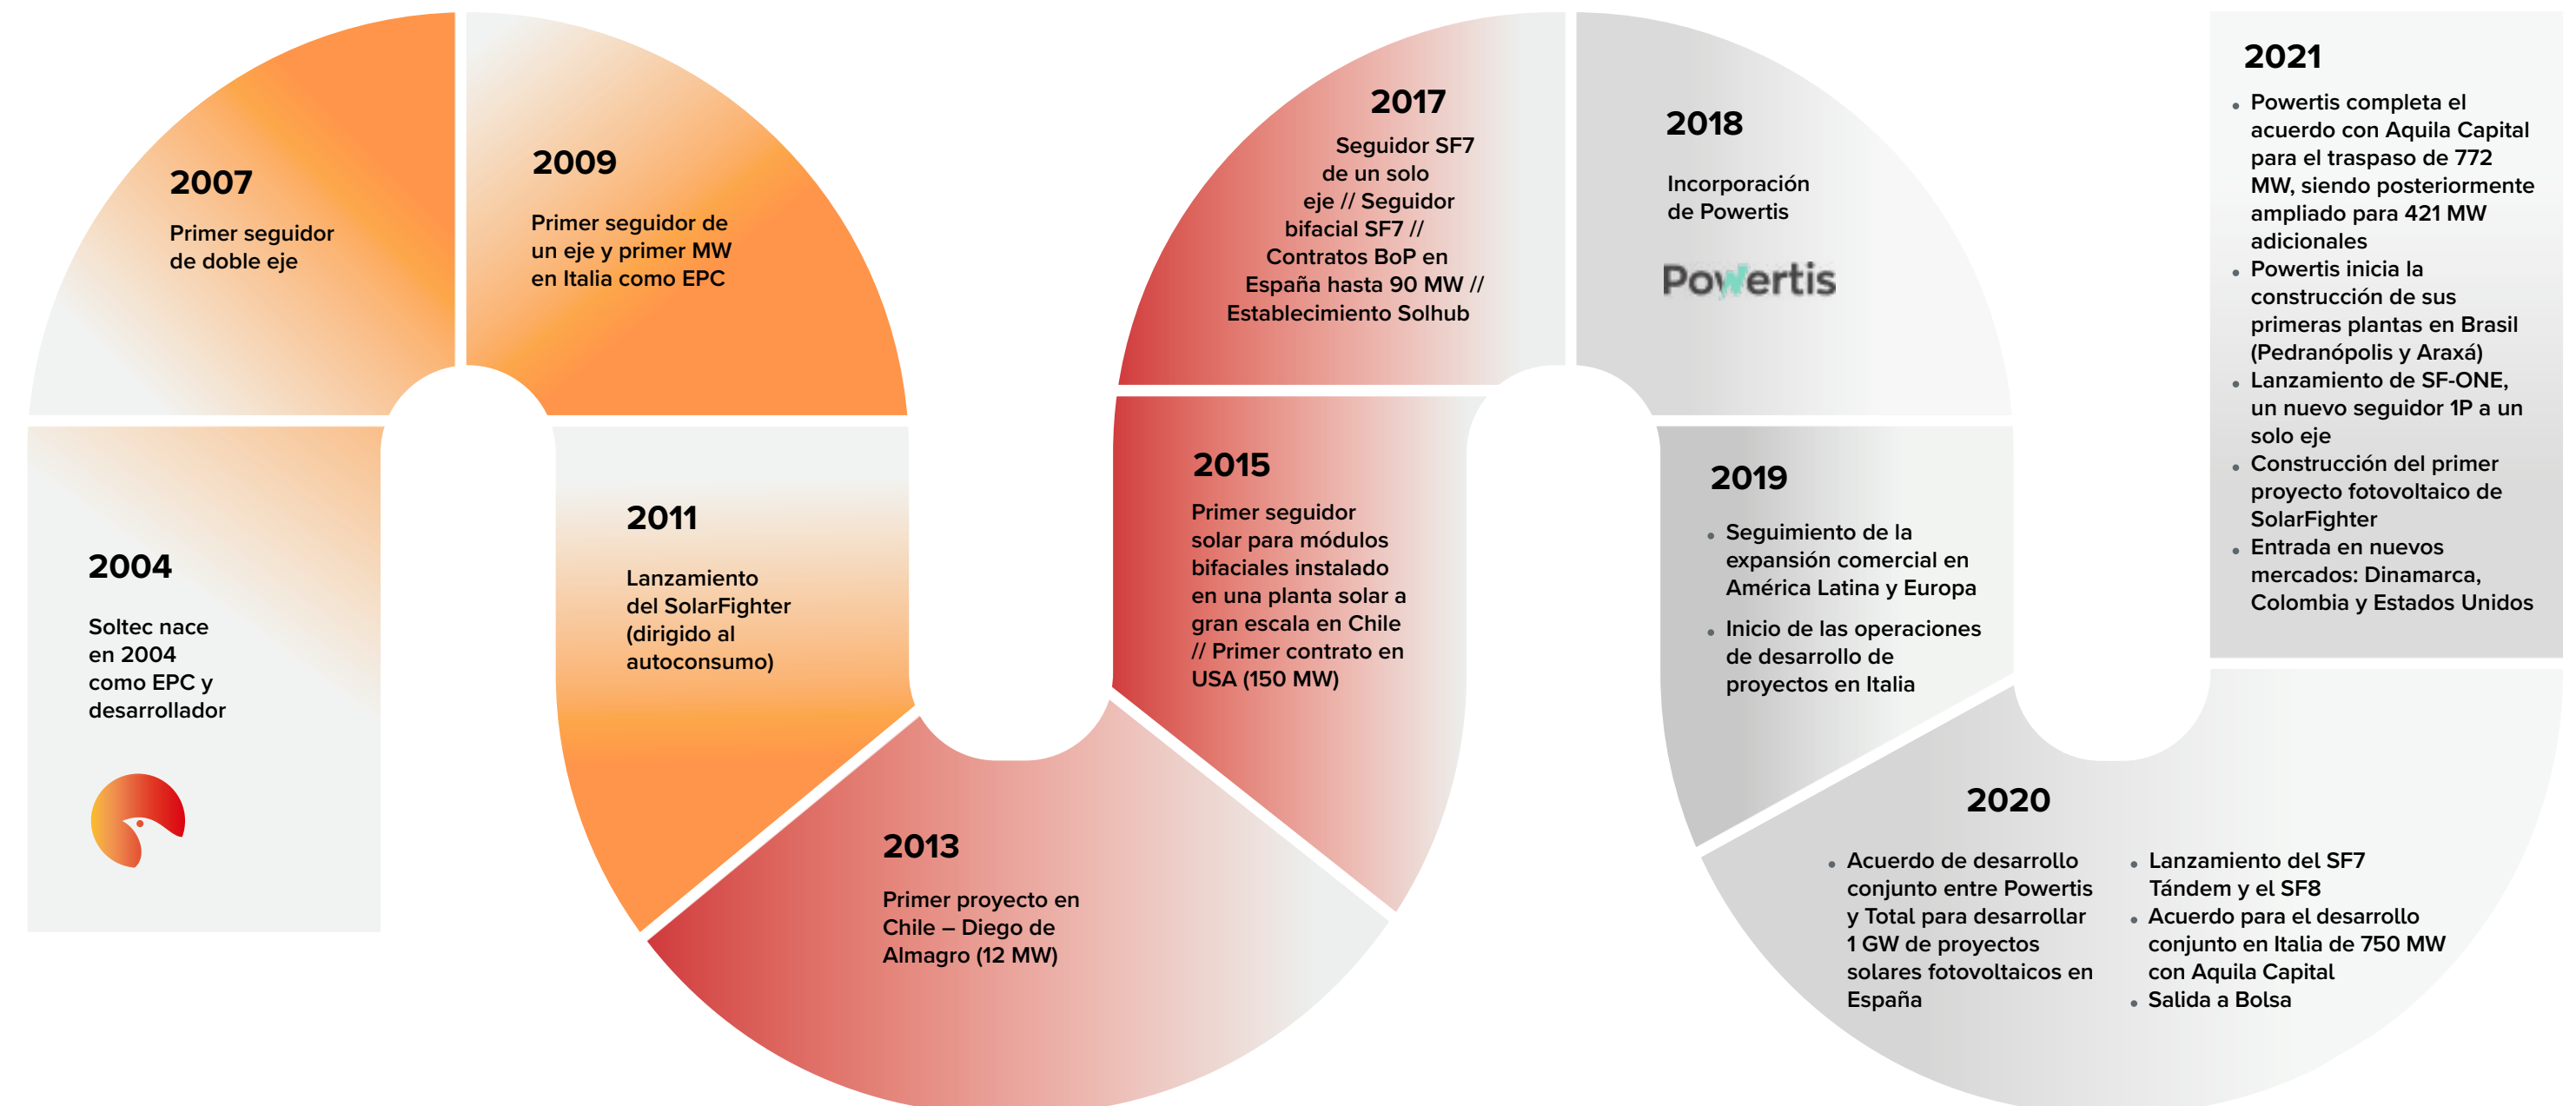 2004
Soltec nace
en 2004
como EPC y
desarrollador
2007
Primer seguidor
de doble eje
2009
Primer seguidor de
un eje y primer MW
en Italia como EPC
2011
Lanzamiento
del SolarFighter
(dirigido al
autoconsumo)
2013
Primer proyecto en
Chile – Diego de
Almagro (12 MW)
2015
Primer seguidor
solar para módulos
bifaciales instalado
en una planta solar a
gran escala en Chile
// Primer contrato en
USA (150 MW)
2017
Seguidor SF7
de un solo
eje // Seguidor
bifacial SF7 //
Contratos BoP en
España hasta 90 MW //
Establecimiento Solhub
2018
Incorporación
de Powertis
Powertis
2019
• Seguimiento de la
expansión comercial en
América Latina y Europa
• Inicio de las operaciones
de desarrollo de
proyectos en Italia
2020
• Acuerdo de desarrollo
conjunto entre Powertis
y Total para desarrollar
1 GW de proyectos
solares fotovoltaicos en
España
• Lanzamiento del SF7
Tándem y el SF8
• Acuerdo para el desarrollo
conjunto en Italia de 750 MW
con Aquila Capital
• Salida a Bolsa
2021
• Powertis completa el
acuerdo con Aquila Capital
para el traspaso de 772
MW, siendo posteriormente
ampliado para 421 MW
adicionales
• Powertis inicia la
construcción de sus
primeras plantas en Brasil
(Pedranópolis y Araxá)
• Lanzamiento de SF-ONE,
un nuevo seguidor 1P a un
solo eje
• Construcción del primer
proyecto fotovoltaico de
SolarFighter
• Entrada en nuevos
mercados: Dinamarca,
Colombia y Estados Unidos